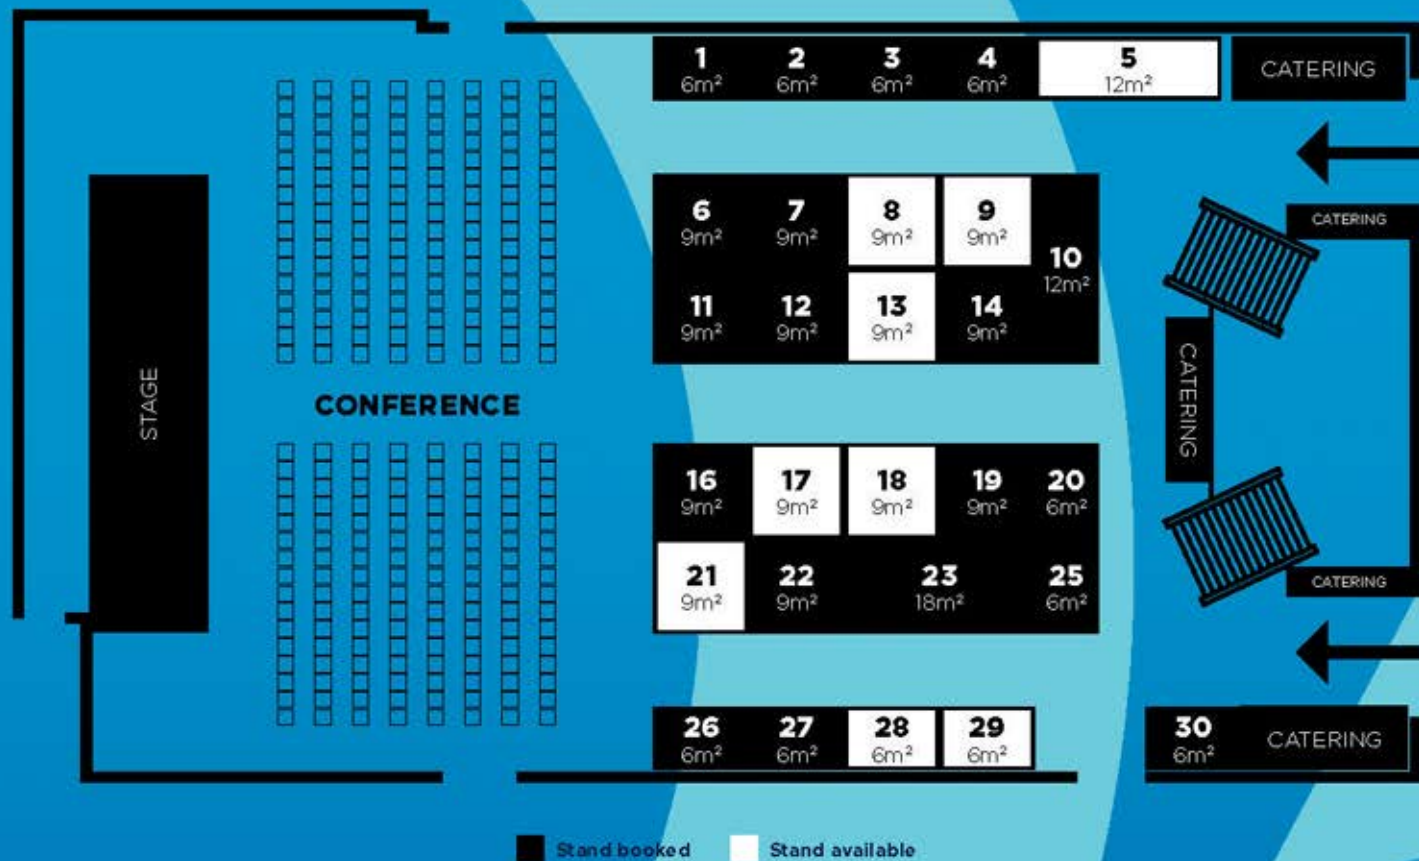 1 2 3 4 5
6m² 6m² 6m² 6m² 12m²
CATERING
6 7 8 9
9m² 9m² 9m² 9m²
10
12m²
11 12 13 14
9m² 9m² 9m² 9m²
CATERING
STAGE
CONFERENCE
CATERING
16 17 18 19 20
9m² 9m² 9m² 9m² 6m²
21 22 23 25
9m² 9m² 18m² 6m²
CATERING
26 27 28 29 30
6m² 6m² 6m² 6m² 6m²
CATERING
Stand booked Stand available